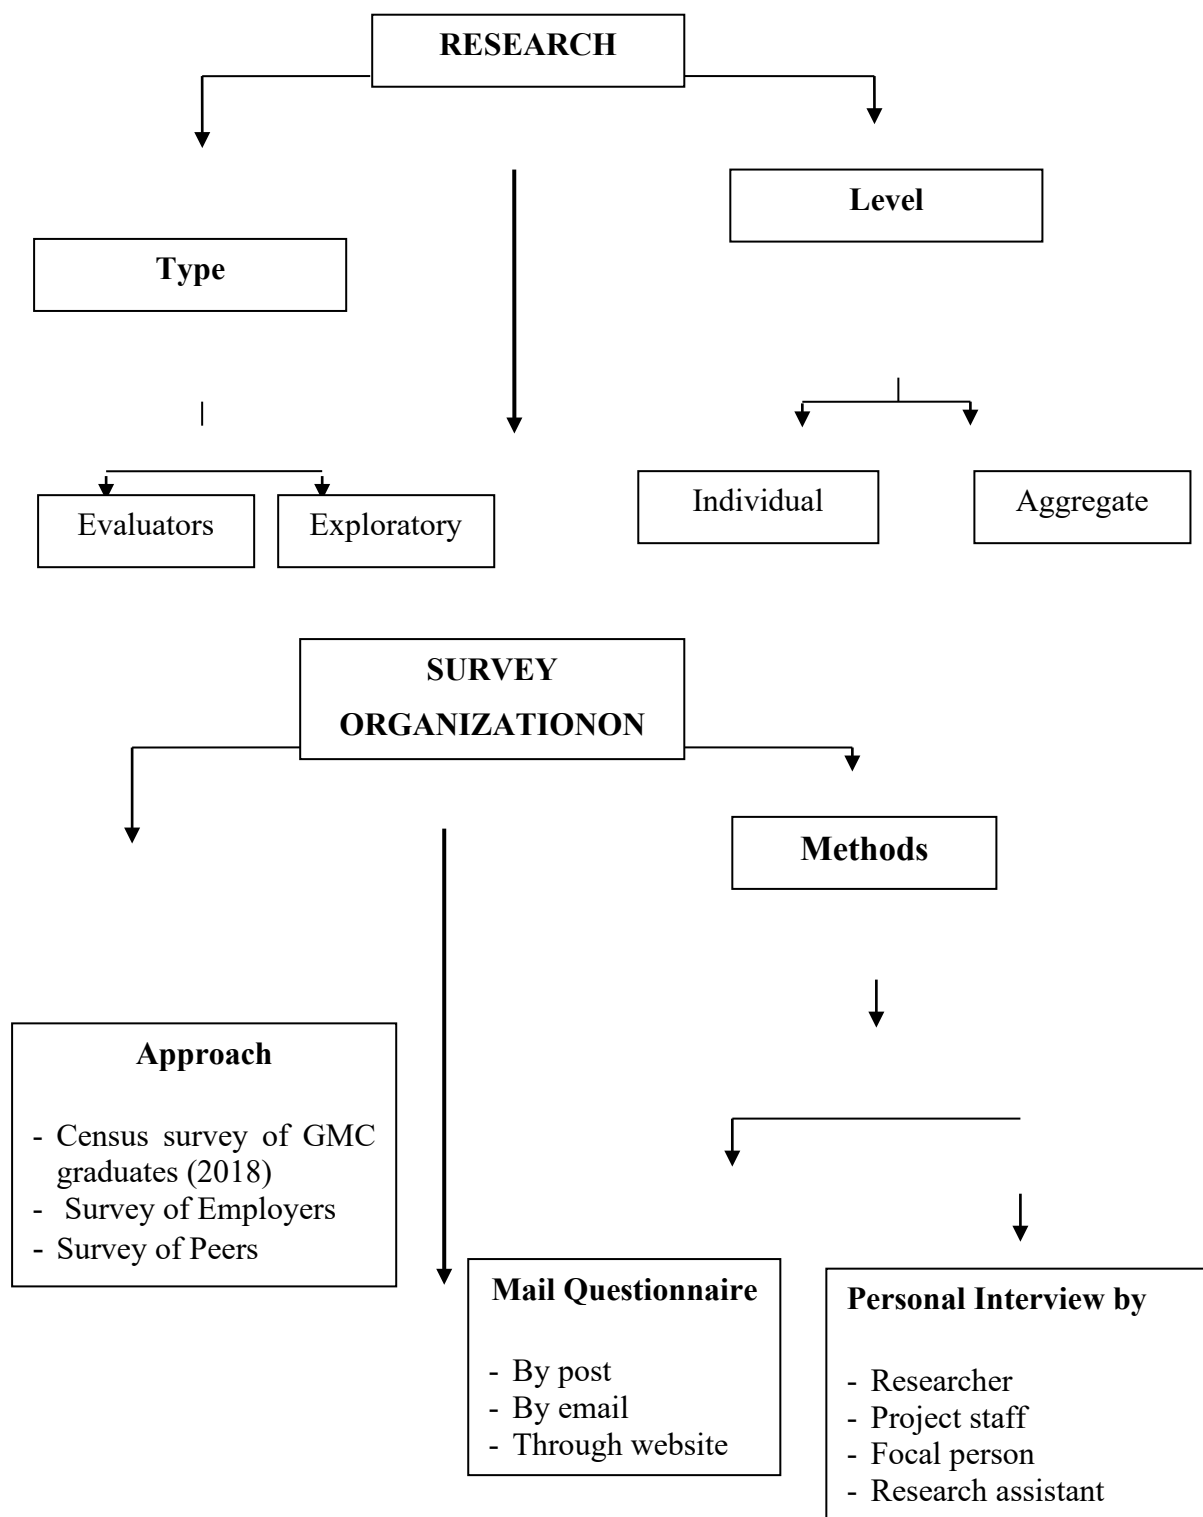 RESEARCH
Level
Type
Individual
Aggregate
Evaluators
Exploratory
SURVEY
ORGANIZATIONON
Methods
Approach
- Census survey of GMC
graduates (2018)
- Survey of Employers
- Survey of Peers
Mail Questionnaire
- By post
- By email
- Through website
Personal Interview by
- Researcher
- Project staff
- Focal person
- Research assistant